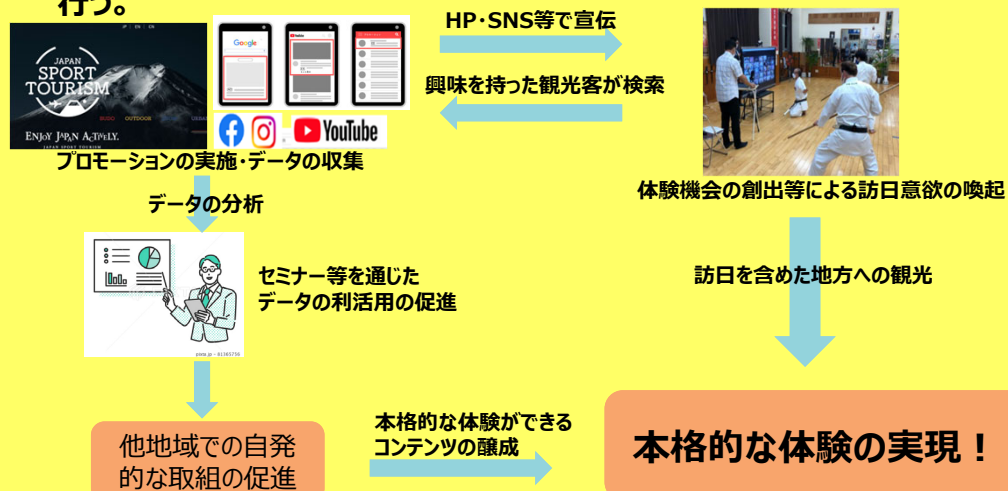 行う。
HP・SNS等で宣伝
興味を持った観光客が検索
JP EN
JAPAN
SPORT
TOURISM
OUTDOOR
ENJOY JAPAN ACTIVELY.
JAPAN SPORT TOURISM
Google
YouTube
プロモーションの実施・データの収集
体験機会の創出等による訪日意欲の喚起
データの分析
セミナー等を通じた
データの利活用の促進
訪日を含めた地方への観光
他地域での自発
的な取組の促進
本格的な体験ができる
コンテンツの醸成
本格的な体験の実現！